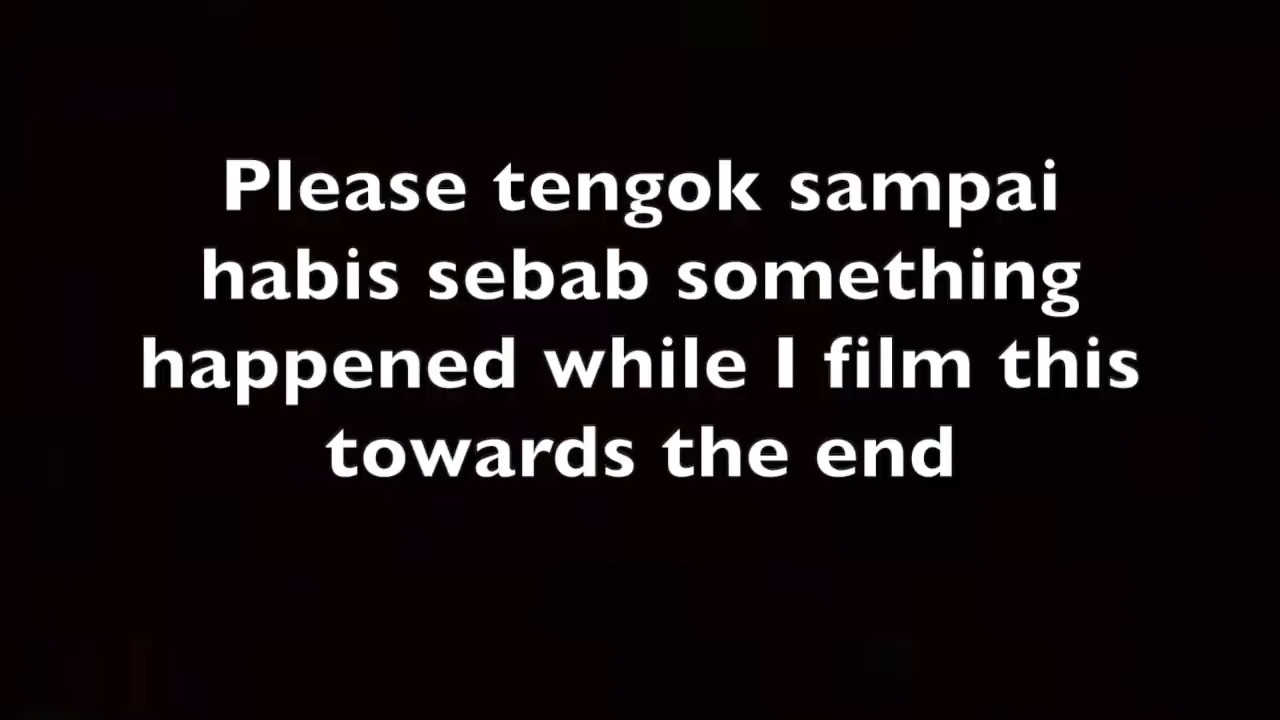 Please tengok sampai
habis sebab something
happened while I film this
towards the end